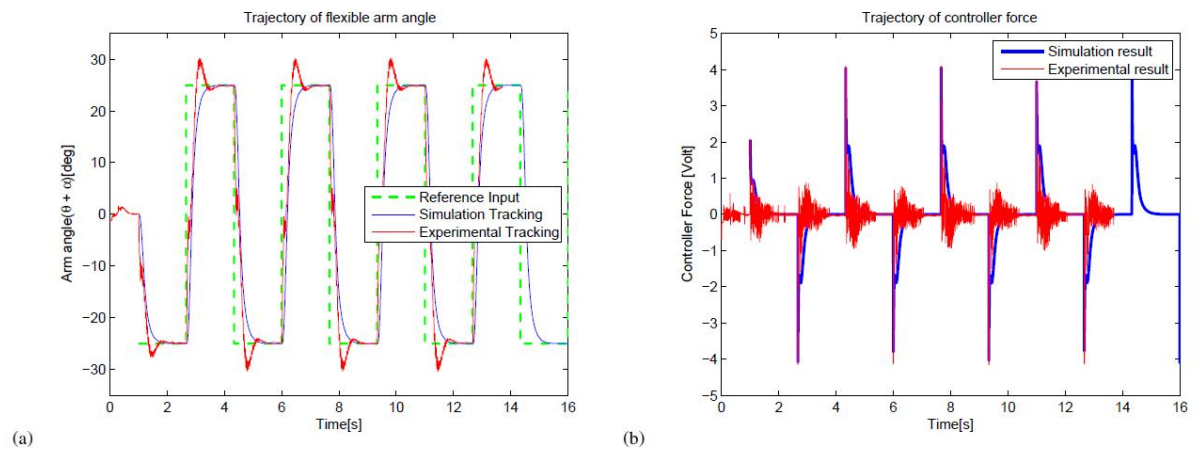 Trajectory of flexible arm angle
30
20
10
0
−10
−20
−30
Arm angle(θ + α)[deg]
Reference Input
Simulation Tracking
Experimental Tracking
0 2 4 6 8 10 12 14 16
Time[s]
(a)
Trajectory of controller force
5
4
3
2
1
0
−1
−2
−3
−4
−5
Controller Force [Volt]
Simulation result
Experimental result
0 2 4 6 8 10 12 14 16
Time[s]
(b)